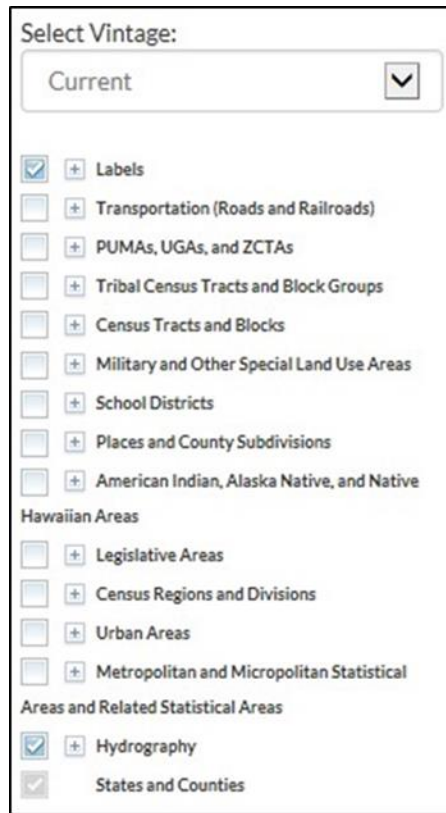 Select Vintage:
Current
Labels
Transportation (Roads and Railroads)
PUMAs, UGAs, and ZCTAs
Tribal Census Tracts and Block Groups
Census Tracts and Blocks
Military and Other Special Land Use Areas
School Districts
Places and County Subdivisions
American Indian, Alaska Native, and Native
Hawaiian Areas
Legislative Areas
Census Regions and Divisions
Urban Areas
Metropolitan and Micropolitan Statistical
Areas and Related Statistical Areas
Hydrography
States and Counties